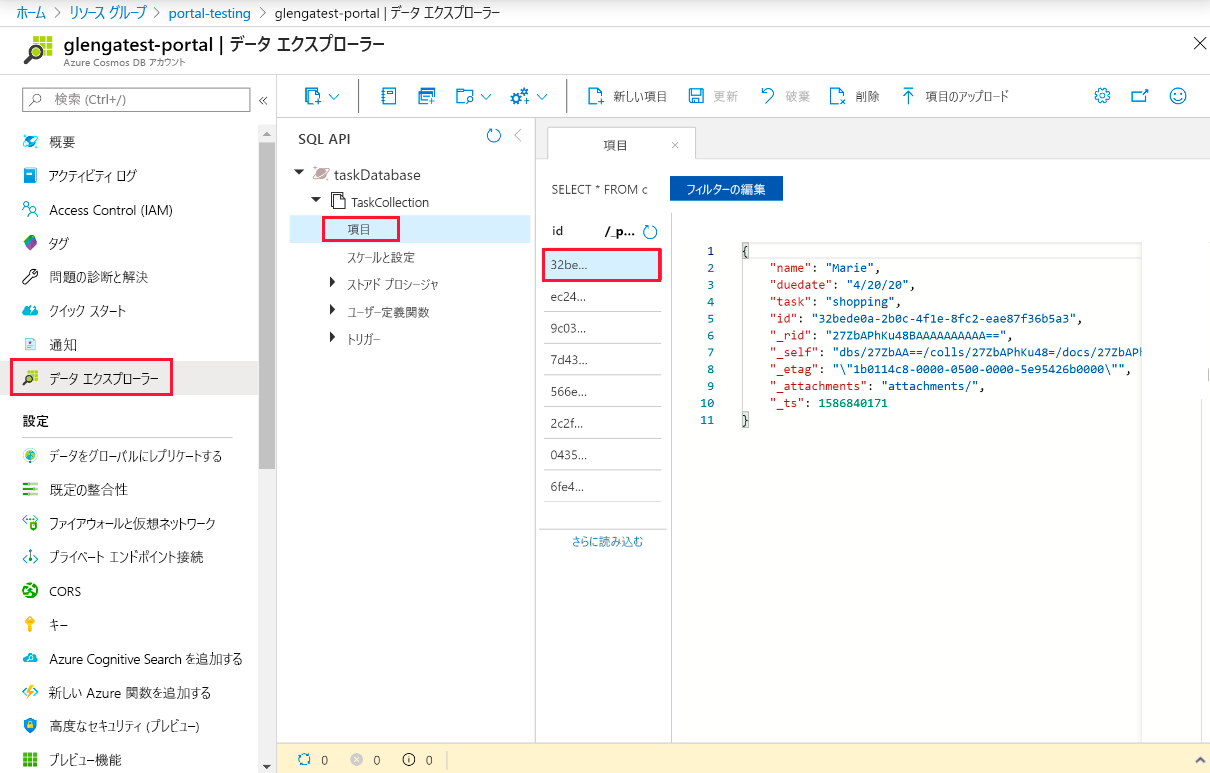 ホーム > リソース グループ > portal-testing > glengatest-portal | データ エクスプローラー
glengatest-portal | データ エクスプローラー
Azure Cosmos DB アカウント
検索 (Ctrl+/)
概要
アクティビティ ログ
Access Control (IAM)
タグ
問題の診断と解決
クイック スタート
通知
データ エクスプローラー
設定
データをグローバルにレプリケートする
既定の整合性
ファイアウォールと仮想ネットワーク
プライベート エンドポイント接続
CORS
キー
Azure Cognitive Search を追加する
新しい Azure 関数を追加する
高度なセキュリティ (プレビュー)
プレビュー機能
新しい項目
更新
破棄
削除
項目のアップロード
SQL API
taskDatabase
TaskCollection
項目
スケールと設定
ストアド プロシージャ
ユーザー定義関数
トリガー
項目
SELECT * FROM c
フィルターの編集
id /_p...
32be...
ec24...
9c03...
7d43...
566e...
2c2f...
0435...
6fe4...
さらに読み込む
1 {
2 "name": "Marie",
3 "duedate": "4/20/20",
4 "task": "shopping",
5 "id": "32bede0a-2b0c-4f1e-8fc2-eae87f36b5a3",
6 "_rid": "27ZbAPhKu48BAAAAAAAAAA==",
7 "_self": "dbs/27ZbAA==/colls/27ZbAPhKu48=/docs/27ZbAPh
8 "_etag": "\"1b0114c8-0000-0500-0000-5e95426b0000\"",
9 "_attachments": "attachments/",
10 "_ts": 1586840171
11 }
0 0 0